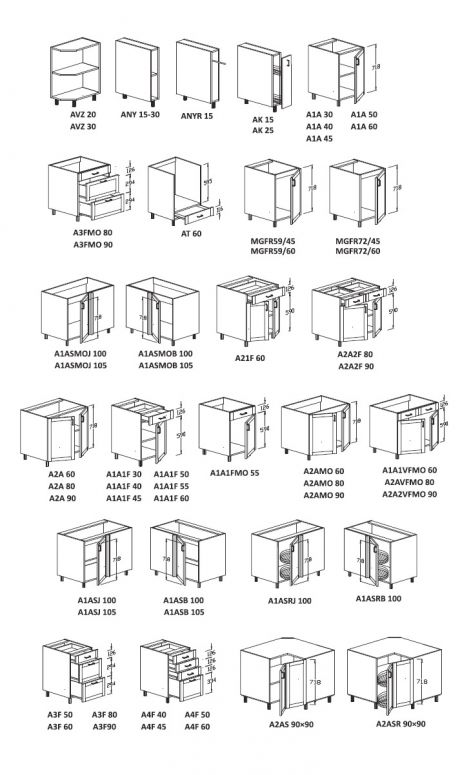 718
AVZ 20
AVZ 30
ANY 15-30
ANYR 15
AK 15
AK 25
A1A 30 A1A 50
A1A 40 A1A 60
A1A 45
126
294
294
A3FMO 80
A3FMO 90
AT 60
718
MGFR59/45
MGFR59/60
718
MGFR72/45
MGFR72/60
718
A1ASMOJ 100
A1ASMOJ 105
718
A1ASMOB 100
A1ASMOB 105
126
590
A21F 60
126
590
A2A2F 80
A2A2F 90
718
A2A 60
A2A 80
A2A 90
126
590
A1A1F 30 A1A1F 50
A1A1F 40 A1A1F 55
A1A1F 45 A1A1F 60
126
590
A1A1FMO 55
718
A2AMO 60
A2AMO 80
A2AMO 90
126
590
A1A1VFMO 60
A2AVFMO 80
A2A2VFMO 90
718
A1ASJ 100
A1ASJ 105
718
A1ASB 100
A1ASB 105
718
A1ASRJ 100
718
A1ASRB 100
126
294
294
A3F 50 A3F 80
A3F 60 A3F90
126
126
126
A4F 40 A4F 50
A4F 45 A4F 60
718
A2AS 90×90
718
A2ASR 90×90